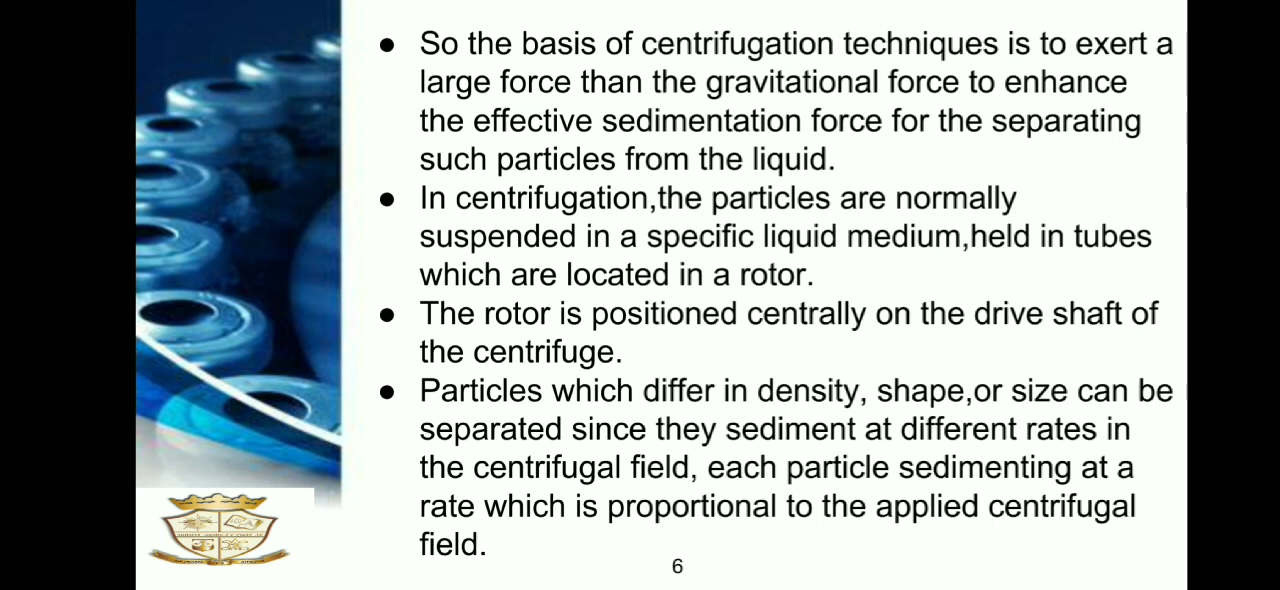 ● So the basis of centrifugation techniques is to exert a
large force than the gravitational force to enhance
the effective sedimentation force for the separating
such particles from the liquid.
● In centrifugation,the particles are normally
suspended in a specific liquid medium,held in tubes
which are located in a rotor.
● The rotor is positioned centrally on the drive shaft of
the centrifuge.
● Particles which differ in density, shape,or size can be
separated since they sediment at different rates in
the centrifugal field, each particle sedimenting at a
rate which is proportional to the applied centrifugal
field.
6